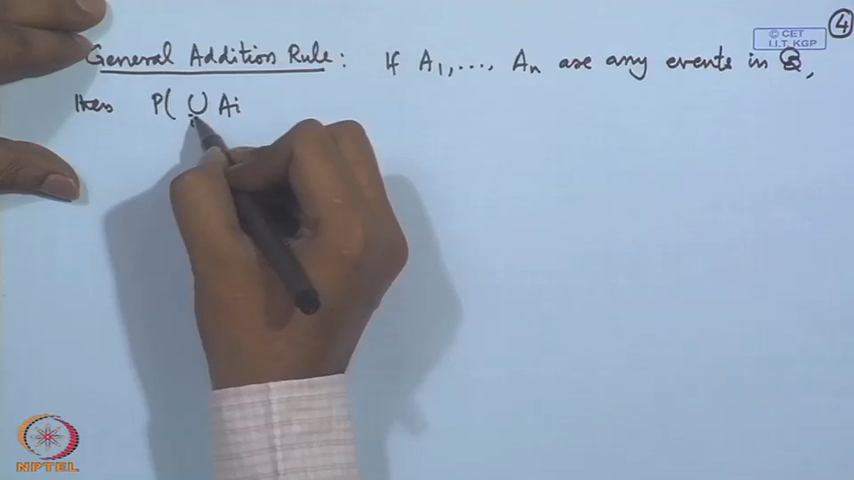 4
© CET
I.I.T. KGP
General Addition Rule : If A1, ..., An are any events in
then P( ∪ Ai
NPTEL